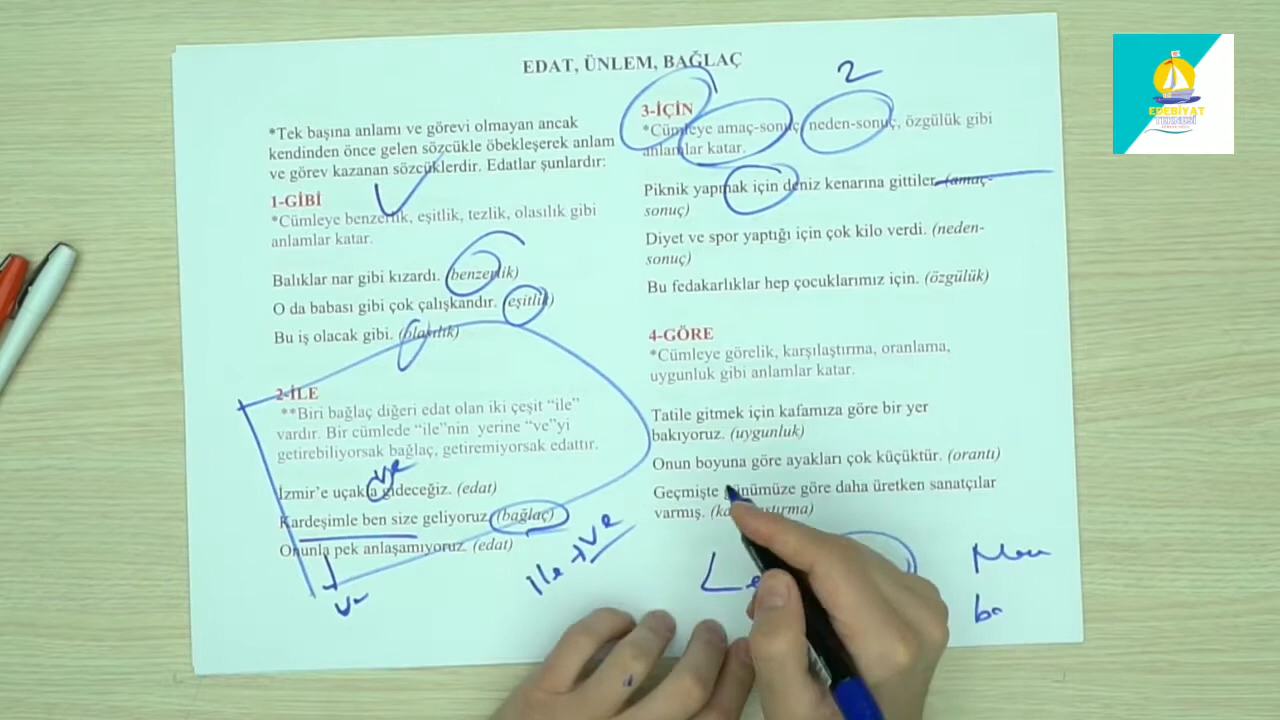 EDAT, ÜNLEM, BAĞLAÇ
*Tek başına anlamı ve görevi olmayan ancak
kendinden önce gelen sözcükle öbekleşerek anlam
ve görev kazanan sözcüklerdir. Edatlar şunlardır:
1-GİBİ
*Cümleye benzerlik, eşitlik, tezlik, olasılık gibi
anlamlar katar.
Balıklar nar gibi kızardı. (benzerlik)
O da babası gibi çok çalışkandır. (eşitlik)
Bu iş olacak gibi. (olasılık)
2-İLE
**Biri bağlaç diğeri edat olan iki çeşit “ile”
vardır. Bir cümlede “ile”nin yerine “ve”yi
getirebiliyorsak bağlaç, getiremiyorsak edattır.
ve
İzmir’e uçakla gideceğiz. (edat)
Kardeşimle ben size geliyoruz. (bağlaç)
Onunla pek anlaşamıyoruz. (edat)
ve
ile → ve
2
3-İÇİN
*Cümleye amaç-sonuç, neden-sonuç, özgülük gibi
anlamlar katar.
Piknik yapmak için deniz kenarına gittiler. (amaç-
sonuç)
Diyet ve spor yaptığı için çok kilo verdi. (neden-
sonuç)
Bu fedakarlıklar hep çocuklarımız için. (özgülük)
4-GÖRE
*Cümleye görelik, karşılaştırma, oranlama,
uygunluk gibi anlamlar katar.
Tatile gitmek için kafamıza göre bir yer
bakıyoruz. (uygunluk)
Onun boyuna göre ayakları çok küçüktür. (orantı)
Geçmişte günümüze göre daha üretken sanatçılar
varmış. (karşılaştırma)
EDEBİYAT
TEKNESİ